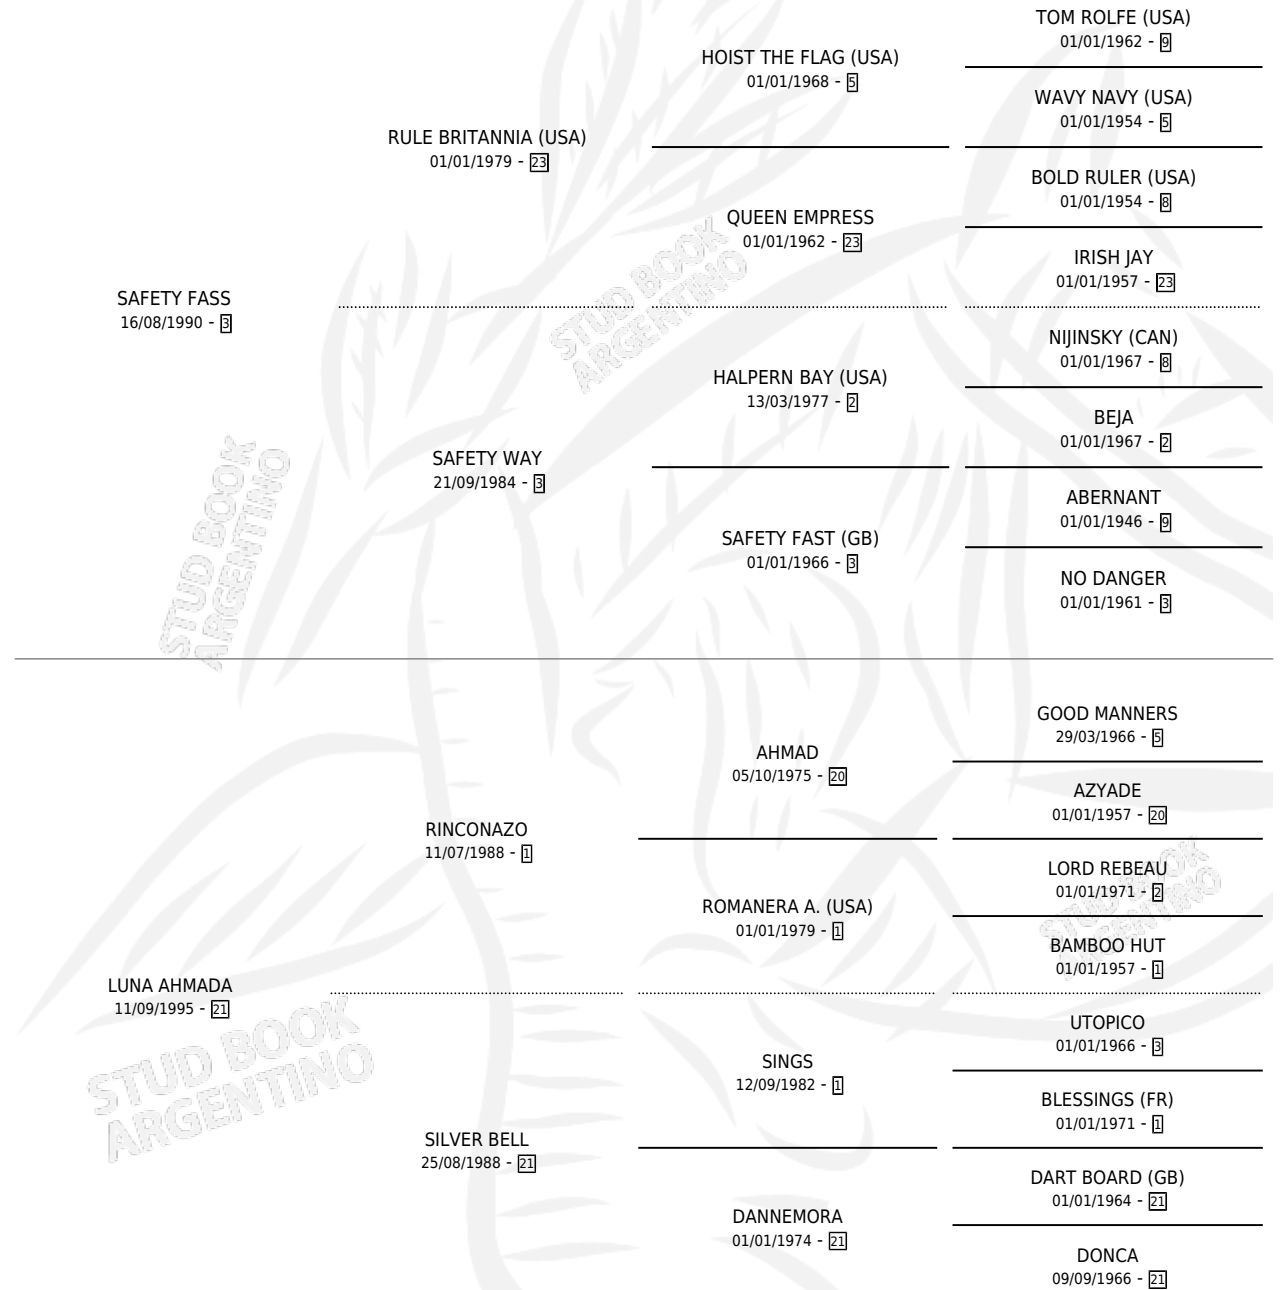 TOM ROLFE (USA)
01/01/1962 - 9
HOIST THE FLAG (USA)
01/01/1968 - 5
WAVY NAVY (USA)
01/01/1954 - 5
RULE BRITANNIA (USA)
01/01/1979 - 23
BOLD RULER (USA)
01/01/1954 - 8
QUEEN EMPRESS
01/01/1962 - 23
IRISH JAY
01/01/1957 - 23
SAFETY FASS
16/08/1990 - 3
STUD BOOK
ARGENTINO
NIJINSKY (CAN)
01/01/1967 - 8
HALPERN BAY (USA)
13/03/1977 - 2
BEJA
01/01/1967 - 2
SAFETY WAY
21/09/1984 - 3
ABERNANT
01/01/1946 - 9
SAFETY FAST (GB)
01/01/1966 - 3
NO DANGER
01/01/1961 - 3
STUD BOOK
ARGENTINO
GOOD MANNERS
29/03/1966 - 5
AHMAD
05/10/1975 - 20
AZYADE
01/01/1957 - 20
RINCONAZO
11/07/1988 - 1
LORD REBEAU
01/01/1971 - 2
STUD BOOK
ARGENTINO
ROMANERA A. (USA)
01/01/1979 - 1
BAMBOO HUT
01/01/1957 - 1
LUNA AHMADA
11/09/1995 - 21
STUD BOOK
ARGENTINO
UTOPICO
01/01/1966 - 3
SINGS
12/09/1982 - 1
BLESSINGS (FR)
01/01/1971 - 1
SILVER BELL
25/08/1988 - 21
DART BOARD (GB)
01/01/1964 - 21
DANNEMORA
01/01/1974 - 21
DONCA
09/09/1966 - 21